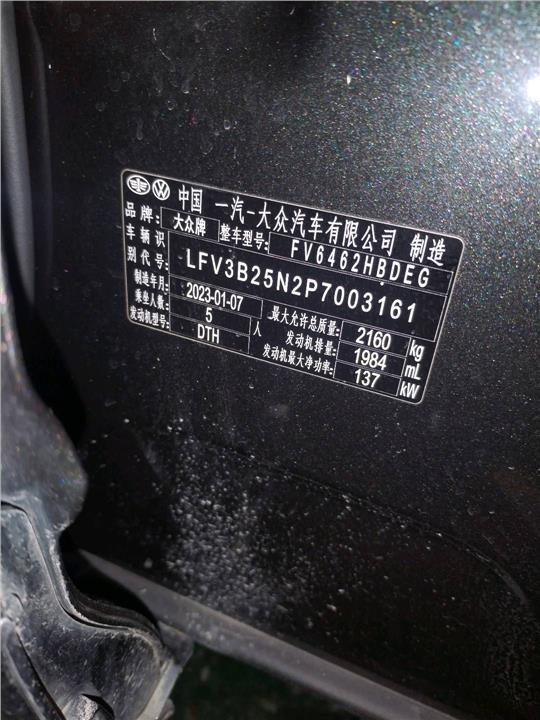 中国 一汽-大众汽车有限公司 制造
品牌: 大众牌 整车型号: FV6462HBDEG
车辆识别代号: LFV3B25N2P7003161
制造年月: 2023-01-07 最大允许总质量: 2160 kg
乘坐人数: 5 人 发动机排量: 1984 mL
发动机型号: DTH 发动机最大净功率: 137 kW